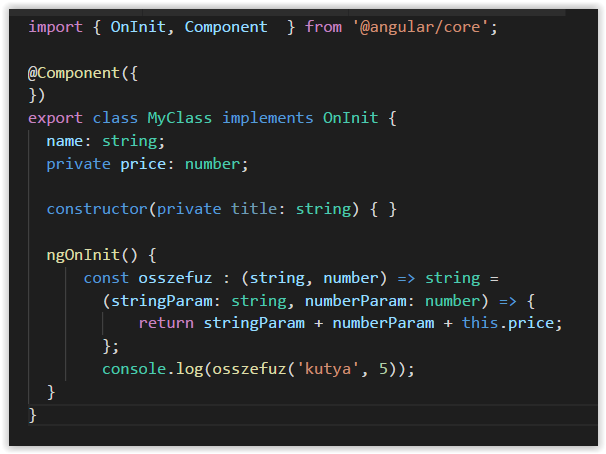 import { OnInit, Component  } from '@angular/core';
@Component({
})
export class MyClass implements OnInit {
name: string;
private price: number;
constructor(private title: string) { }
ngOnInit() {
const osszefuz : (string, number) => string =
(stringParam: string, numberParam: number) => {
return stringParam + numberParam + this.price;
};
console.log(osszefuz('kutya', 5));
}
}